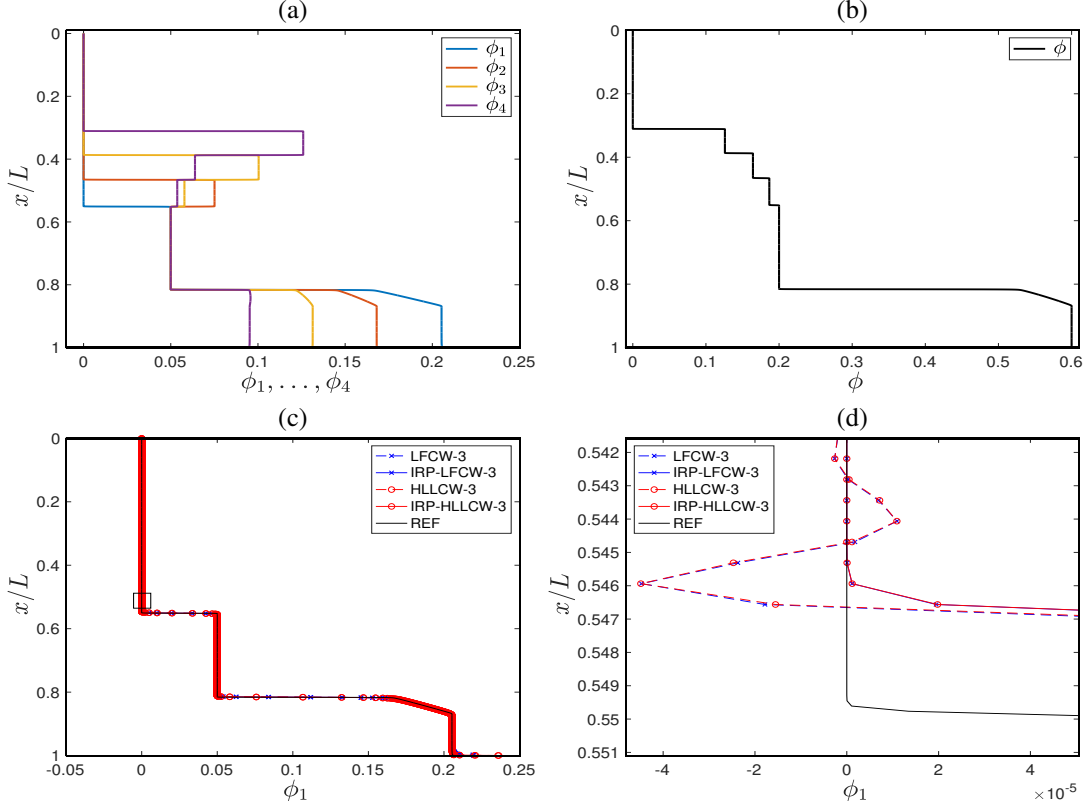 (a)
0
0.2
0.4
0.6
0.8
1
x/L
0
0.05
0.1
0.15
0.20
0.25
ϕ₁, . . . , ϕ₄
ϕ₁
ϕ₂
ϕ₃
ϕ₄
(b)
0
0.2
0.4
0.6
0.8
1
x/L
0
0.1
0.2
0.3
0.4
0.5
0.6
ϕ
ϕ
(c)
0
0.2
0.4
0.6
0.8
1
x/L
-0.05
0
0.05
0.1
0.15
0.2
0.25
ϕ₁
LFCW-3
IRP-LFCW-3
HLLCW-3
IRP-HLLCW-3
REF
(d)
0.542
0.543
0.544
0.545
0.546
0.547
0.548
0.549
0.55
0.551
x/L
-4
-2
0
2
4
× 10⁻⁵
ϕ₁
LFCW-3
IRP-LFCW-3
HLLCW-3
IRP-HLLCW-3
REF